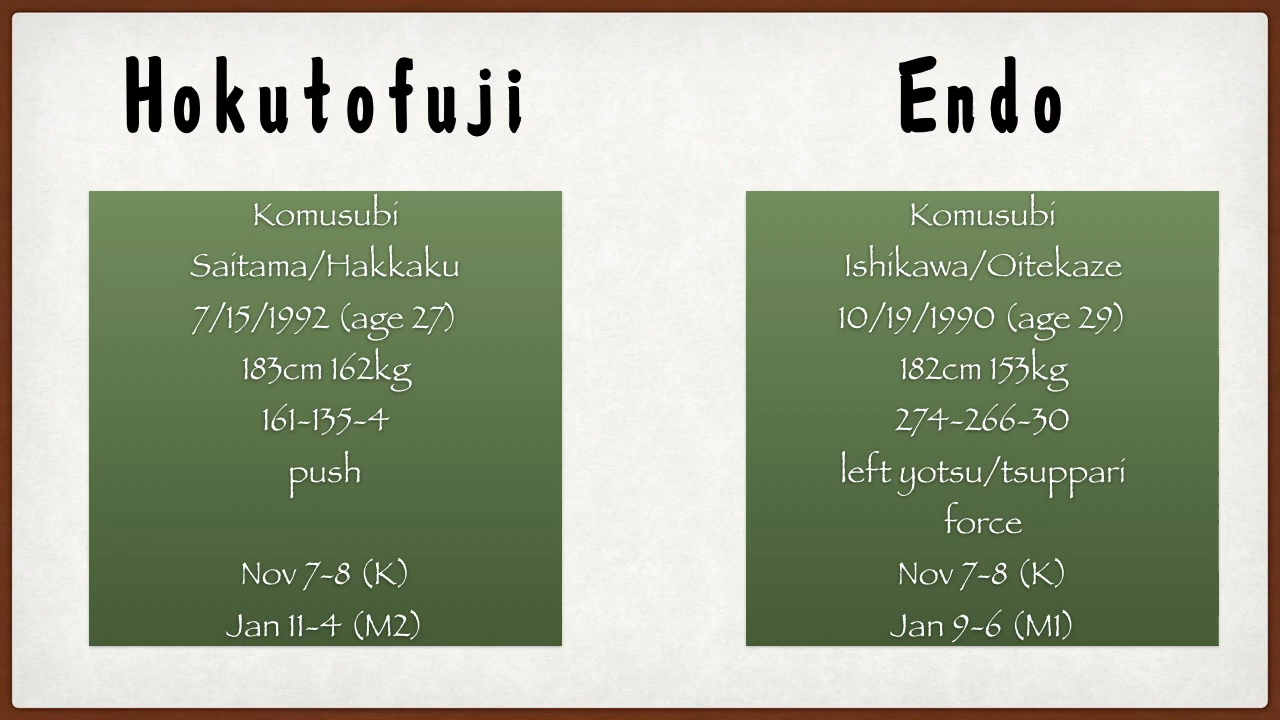 Hokutofuji
Komusubi
Saitama/Hakkaku
7/15/1992 (age 27)
183cm 162kg
161-135-4
push
Nov 7-8 (K)
Jan 11-4 (M2)
Endo
Komusubi
Ishikawa/Oitekaze
10/19/1990 (age 29)
182cm 153kg
274-266-30
left yotsu/tsuppari
force
Nov 7-8 (K)
Jan 9-6 (M1)